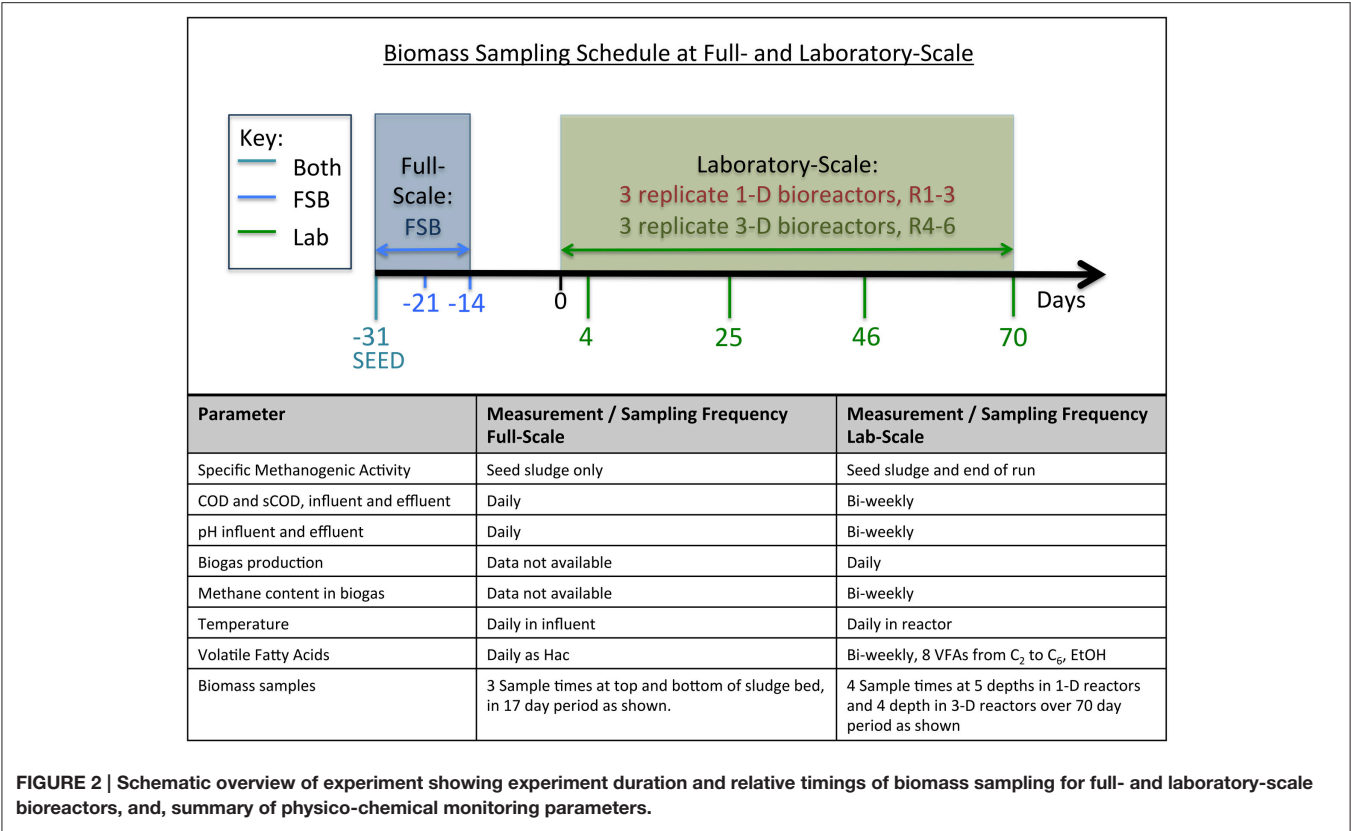 Biomass Sampling Schedule at Full- and Laboratory-Scale
Key:
Both
FSB
Lab
Full-
Scale:
FSB
Laboratory-Scale:
3 replicate 1-D bioreactors, R1-3
3 replicate 3-D bioreactors, R4-6
-21 -14
0
Days
-31
SEED
4
25
46
70
Parameter
Measurement / Sampling Frequency
Full-Scale
Measurement / Sampling Frequency
Lab-Scale
Specific Methanogenic Activity
Seed sludge only
Seed sludge and end of run
COD and sCOD, influent and effluent
Daily
Bi-weekly
pH influent and effluent
Daily
Bi-weekly
Biogas production
Data not available
Daily
Methane content in biogas
Data not available
Bi-weekly
Temperature
Daily in influent
Daily in reactor
Volatile Fatty Acids
Daily as Hac
Bi-weekly, 8 VFAs from C₂ to C₆, EtOH
Biomass samples
3 Sample times at top and bottom of sludge bed,
in 17 day period as shown.
4 Sample times at 5 depths in 1-D reactors
and 4 depth in 3-D reactors over 70 day
period as shown
FIGURE 2 | Schematic overview of experiment showing experiment duration and relative timings of biomass sampling for full- and laboratory-scale
bioreactors, and, summary of physico-chemical monitoring parameters.